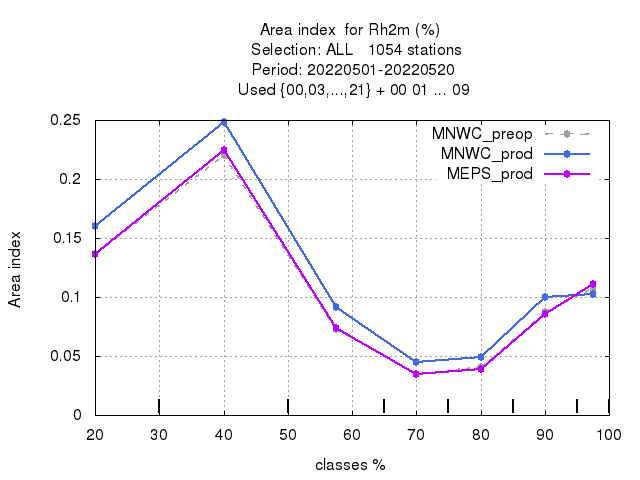 Area index  for Rh2m (%)
Selection: ALL   1054 stations
Period: 20220501-20220520
Used {00,03,...,21} + 00 01 ... 09
MNWC_preop
MNWC_prod
MEPS_prod
0.25
0.2
0.15
0.1
0.05
0
Area index
20 30 40 50 60 70 80 90 100
classes %